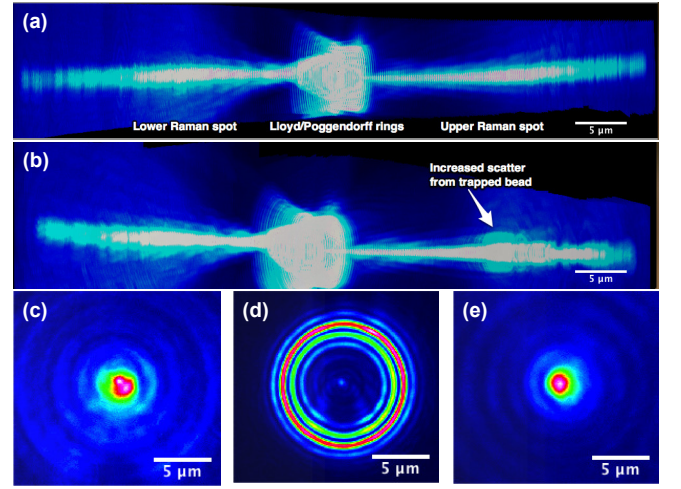 (a)
Lower Raman spot
Lloyd/Poggendorff rings
Upper Raman spot
5 μm
(b)
Increased scatter
from trapped bead
5 μm
(c)
(d)
(e)
5 μm
5 μm
5 μm